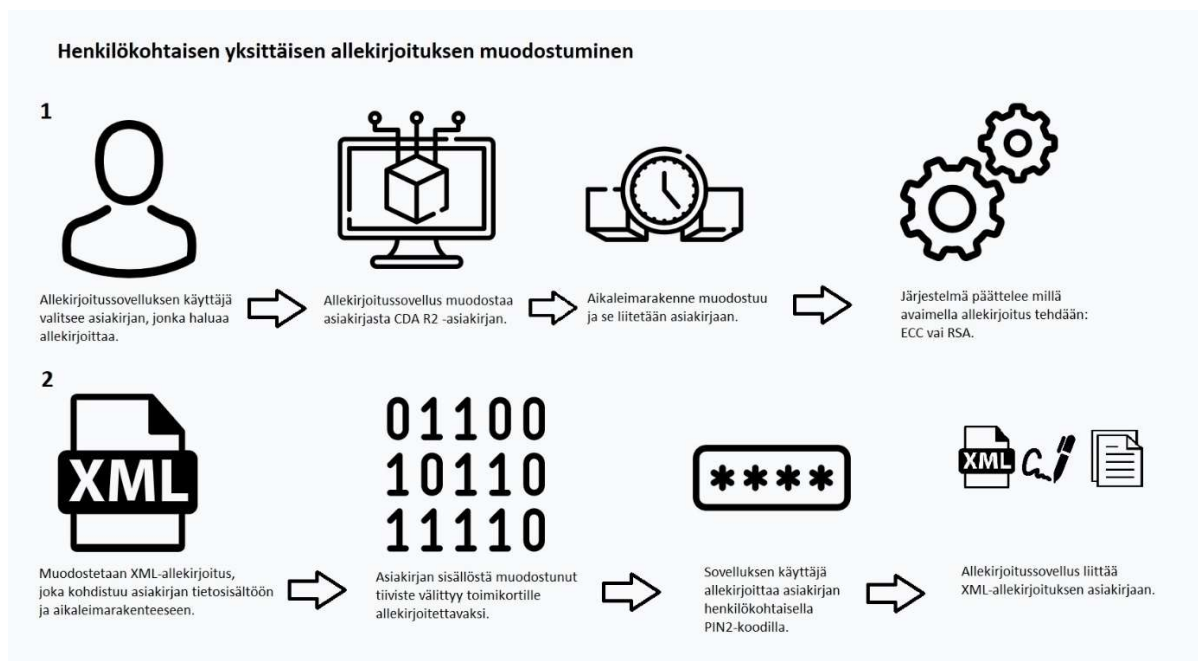 Henkilökohtaisen yksittäisen allekirjoituksen muodostuminen
1
Allekirjoitussovelluksen käyttäjä
valitsee asiakirjan, jonka haluaa
allekirjoittaa.
Allekirjoitussovellus muodostaa
asiakirjasta CDA R2 -asiakirjan.
Aikaleimarakenne muodostuu
ja se liitetään asiakirjaan.
Järjestelmä päättelee millä
avaimella allekirjoitus tehdään:
ECC vai RSA.
2
XML
Muodostetaan XML-allekirjoitus,
joka kohdistuu asiakirjan tietosisältöön
ja aikaleimarakenteeseen.
01100
10110
11110
Asiakirjan sisällöstä muodostunut
tiiviste välittyy toimikortille
allekirjoitettavaksi.
****
Sovelluksen käyttäjä
allekirjoittaa asiakirjan
henkilökohtaisella
PIN2-koodilla.
XML
Allekirjoitussovellus liittää
XML-allekirjoituksen asiakirjaan.